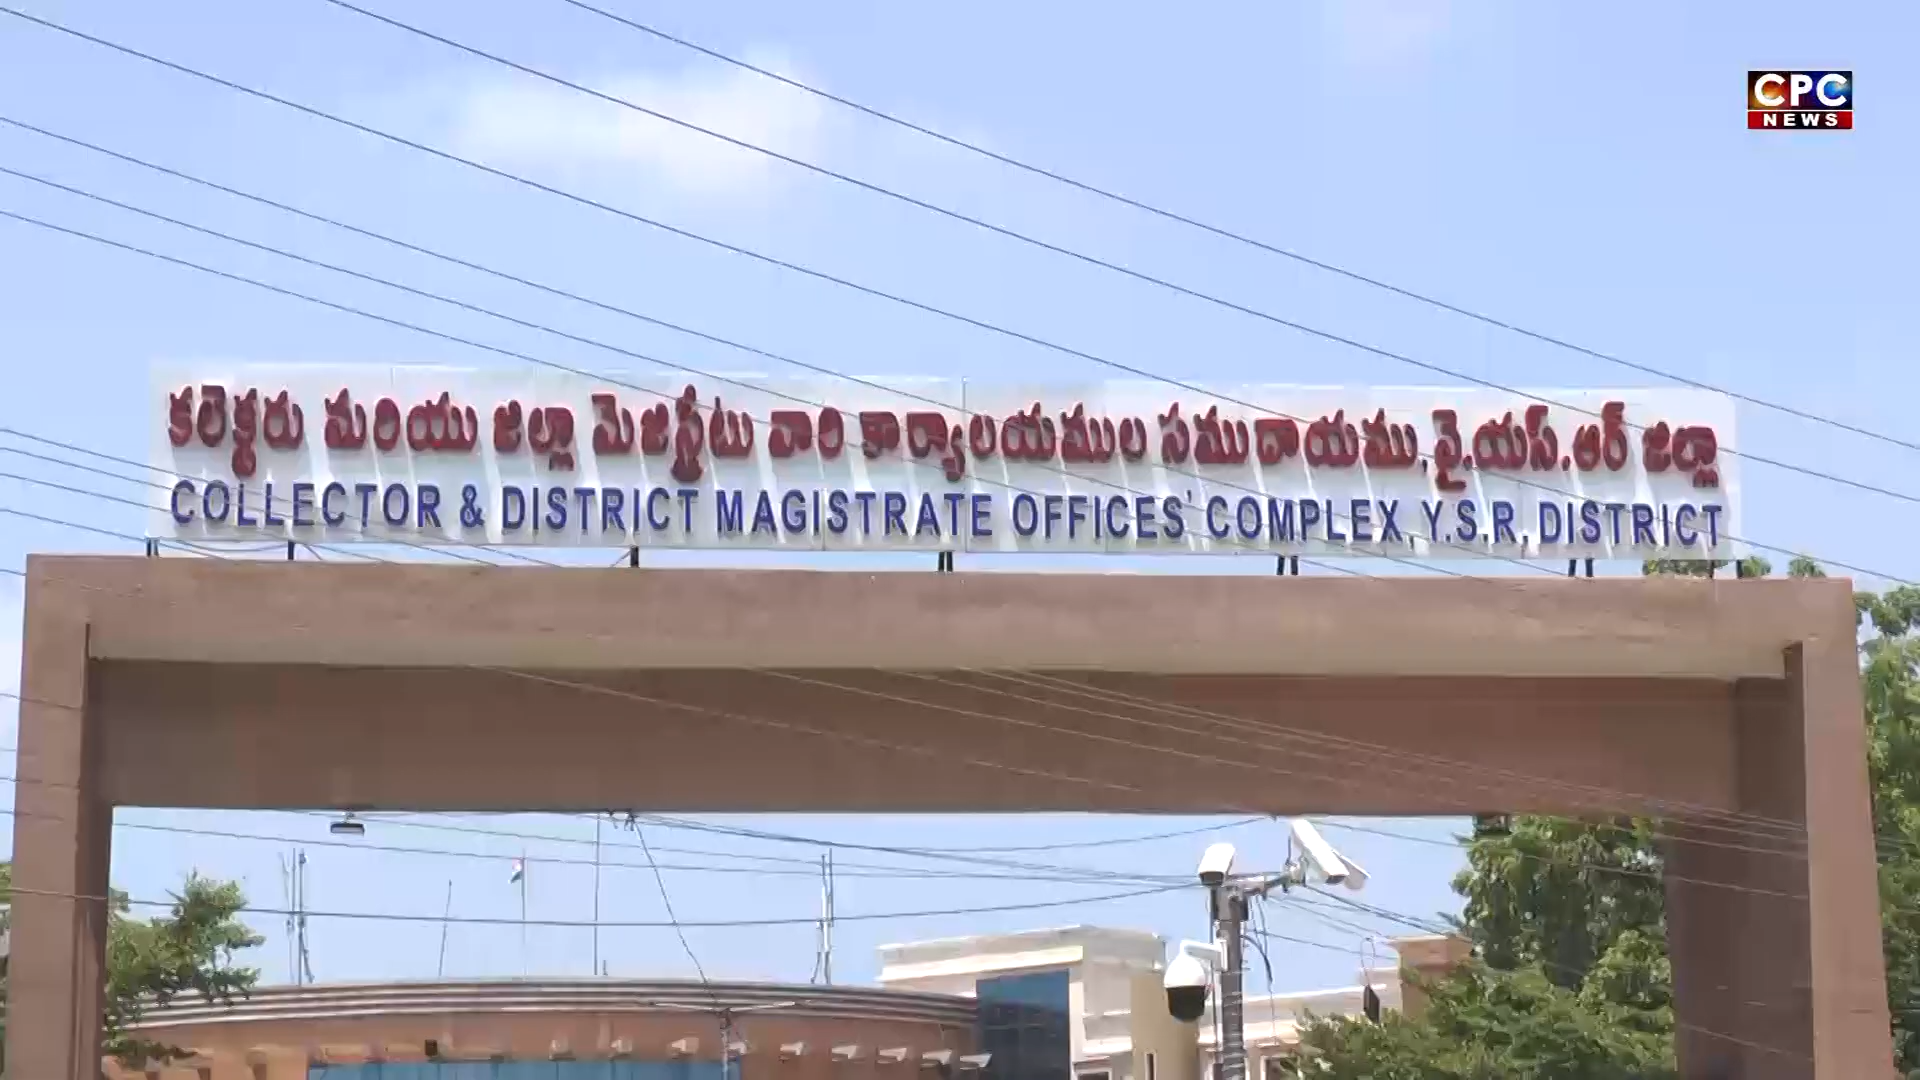 CPC
NEWS
కలెక్టరు మరియు జిల్లా మెజిస్ట్రేటు వారి కార్యాలయముల సముదాయము, వై.యస్.ఆర్ జిల్లా
COLLECTOR & DISTRICT MAGISTRATE OFFICES' COMPLEX, Y.S.R, DISTRICT